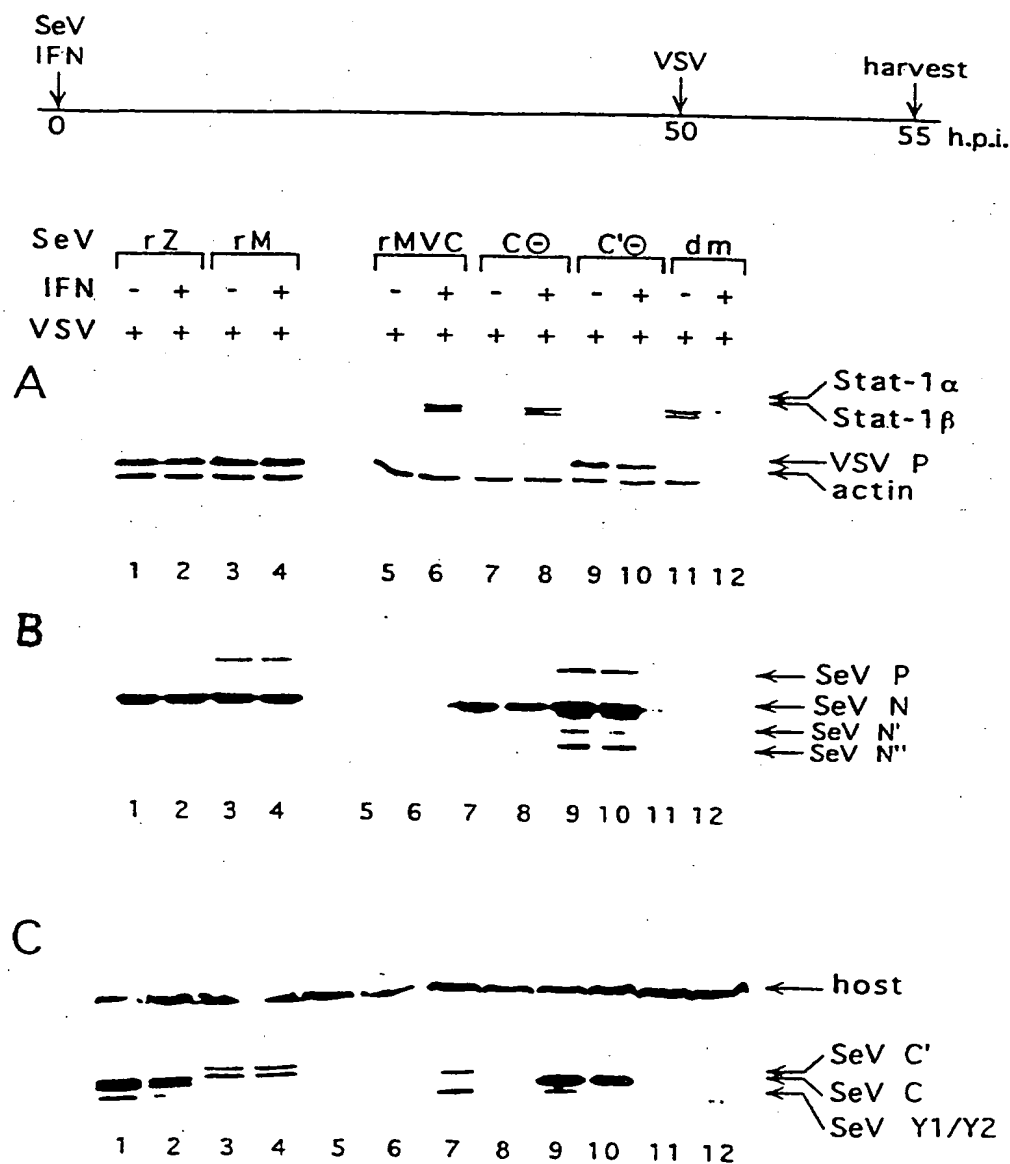 SeV
IFN
VSV
harvest
0
50
55 h.p.i.
SeV rZ rM rMVC C⊖ C'⊖ dm
IFN - + - + - + - + - + - +
VSV + + + + + + + + + + + +
A
Stat-1α
Stat-1β
VSV P
actin
1 2 3 4 5 6 7 8 9 10 11 12
B
SeV P
SeV N
SeV N'
SeV N"
1 2 3 4 5 6 7 8 9 10 11 12
C
host
SeV C'
SeV C
SeV Y1/Y2
1 2 3 4 5 6 7 8 9 10 11 12